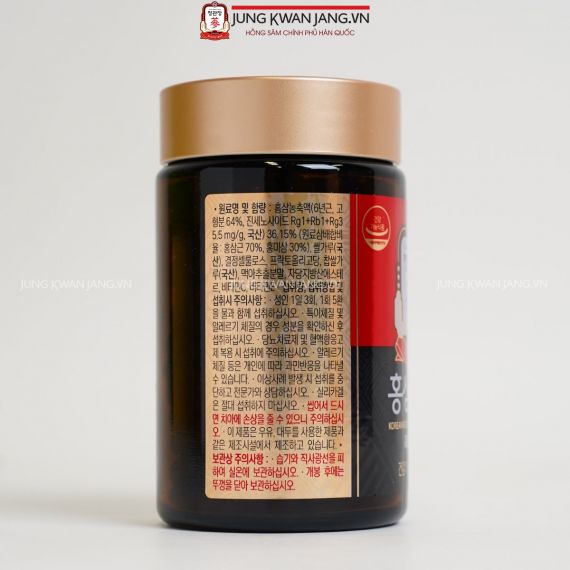 정관장
蔘
JUNG KWAN JANG.VN
HỒNG SÂM CHÍNH PHỦ HÀN QUỐC
• 원료명 및 함량 : 홍삼농축액(6년근, 고
형분 64%, 진세노사이드 Rg1+Rb1+Rg3
5.5 mg/g, 국산) 36.15% (원료삼배합비
율 : 홍삼근 70%, 홍미삼 30%), 쌀가루(국
산), 결정셀룰로스, 프락토올리고당, 찹쌀가
루(국산), 맥아추출분말, 자당지방산에스테
르, 비타민C
섭취시 주의사항 : · 성인 1일 3회, 1회 5환
을 물과 함께 섭취하십시오. · 특이체질 및
알레르기 체질의 경우 성분을 확인하신 후
섭취하십시오. · 당뇨치료제 및 혈액항응고
제 복용 시 섭취에 주의하십시오. · 알레르기
체질 등은 개인에 따라 과민반응을 나타낼
수 있습니다. · 이상사례 발생 시 섭취를 중
단하고 전문가와 상담하십시오. · 실리카겔
은 절대 섭취하지 마십시오. · 씹어서 드시
면 치아에 손상을 줄 수 있으니 주의하십시
오. · 이 제품은 우유, 대두를 사용한 제품과
같은 제조시설에서 제조하고 있습니다. •
보관상 주의사항 : · 습기와 직사광선을 피
하여 실온에 보관하십시오. · 개봉 후에는
뚜껑을 닫아 보관하십시오.
홍
KOREAN RED
JUNG KWAN JANG.VN
JUNG KWAN JANG.VN